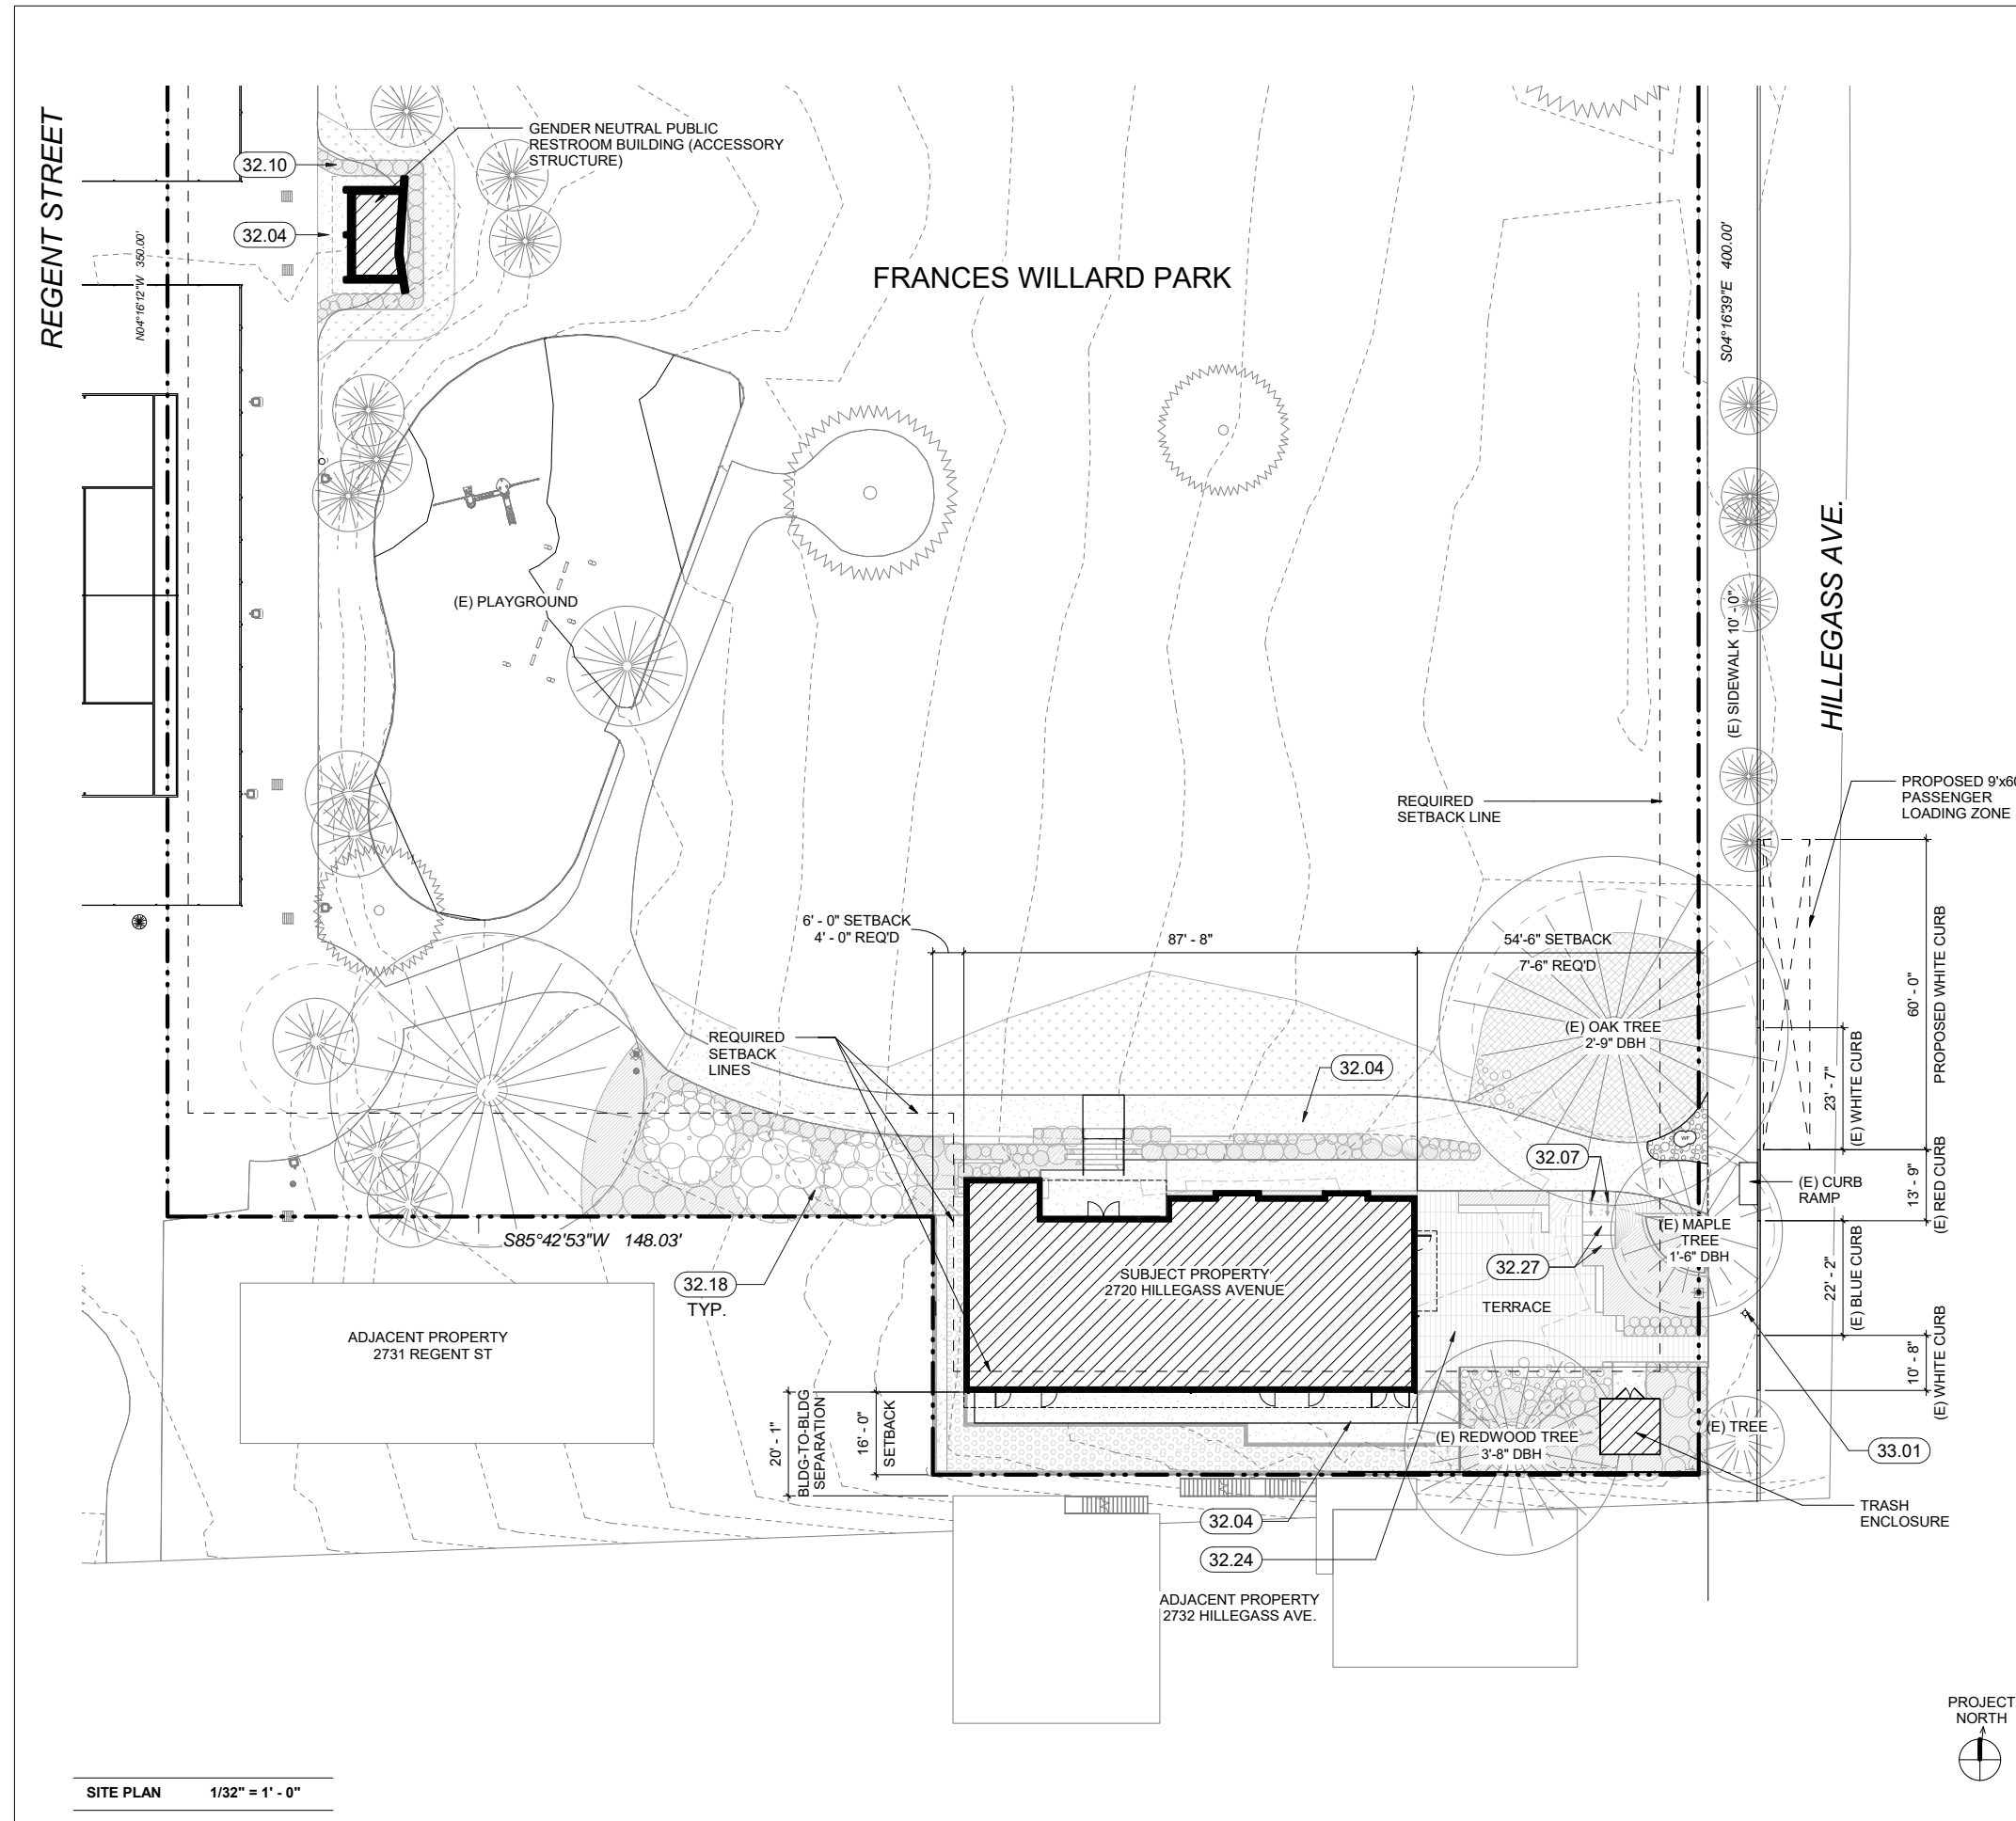 REGENT STREET
N04°16'12"W 350.00'
32.10
32.04
GENDER NEUTRAL PUBLIC
RESTROOM BUILDING (ACCESSORY
STRUCTURE)
FRANCES WILLARD PARK
S04°16'39"E 400.00'
(E) SIDEWALK 10' - 0"
HILLEGASS AVE.
(E) PLAYGROUND
REQUIRED
SETBACK LINE
PROPOSED 9'x60
PASSENGER
LOADING ZONE
6' - 0" SETBACK
4' - 0" REQ'D
87' - 8"
54'-6" SETBACK
7'-6" REQ'D
60' - 0"
PROPOSED WHITE CURB
(E) OAK TREE
2'-9" DBH
REQUIRED
SETBACK
LINES
32.04
23' - 7"
(E) WHITE CURB
32.07
(E) CURB
RAMP
13' - 9"
(E) RED CURB
WF
(E) MAPLE
TREE
1'-6" DBH
S85°42'53"W 148.03'
32.18
TYP.
SUBJECT PROPERTY
2720 HILLEGASS AVENUE
32.27
TERRACE
22' - 2"
(E) BLUE CURB
ADJACENT PROPERTY
2731 REGENT ST
10' - 8"
(E) WHITE CURB
20' - 1"
BLDG-TO-BLDG
SEPARATION
16' - 0"
SETBACK
(E) REDWOOD TREE
3'-8" DBH
(E) TREE
33.01
32.04
32.24
TRASH
ENCLOSURE
ADJACENT PROPERTY
2732 HILLEGASS AVE.
PROJECT
NORTH
SITE PLAN 1/32" = 1' - 0"